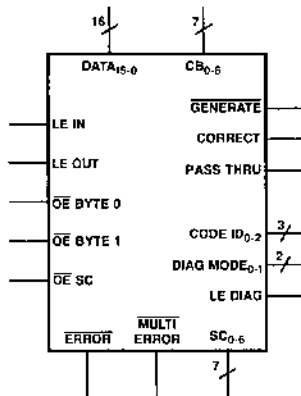 16 7
DATA15-0 CB0-6
GENERATE
LE IN
CORRECT
LE OUT
PASS THRU
OE BYTE 0
CODE ID0-2 3
OE BYTE 1
DIAG MODE0-1 2
OE SC
LE DIAG
MULTI
ERROR ERROR SC0-6
7